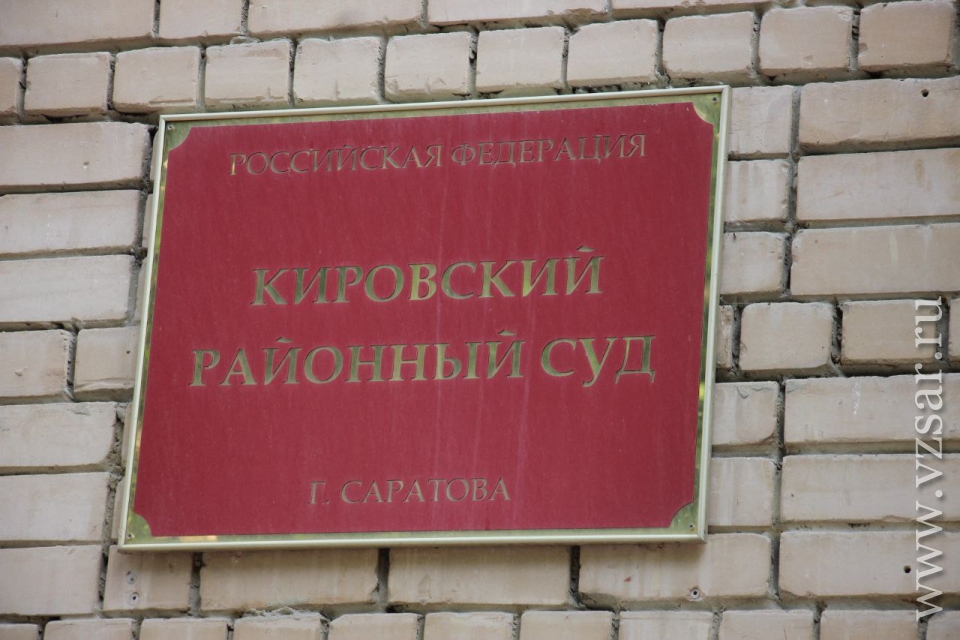 РОССИЙСКАЯ ФЕДЕРАЦИЯ
КИРОВСКИЙ
РАЙОННЫЙ СУД
Г. САРАТОВА
www.vzsar.ru